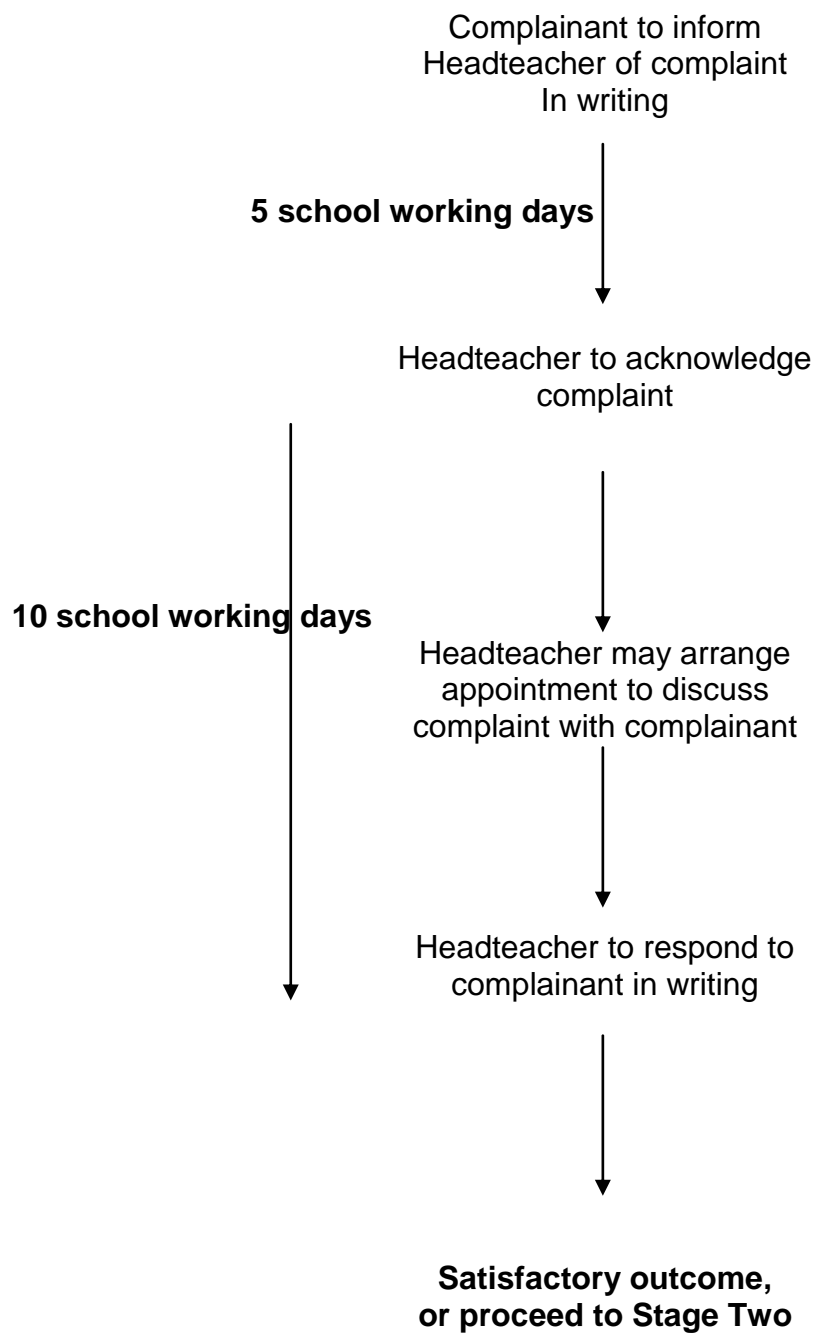 Complainant to inform
Headteacher of complaint
In writing
5 school working days
Headteacher to acknowledge
complaint
10 school working days
Headteacher may arrange
appointment to discuss
complaint with complainant
Headteacher to respond to
complainant in writing
Satisfactory outcome,
or proceed to Stage Two